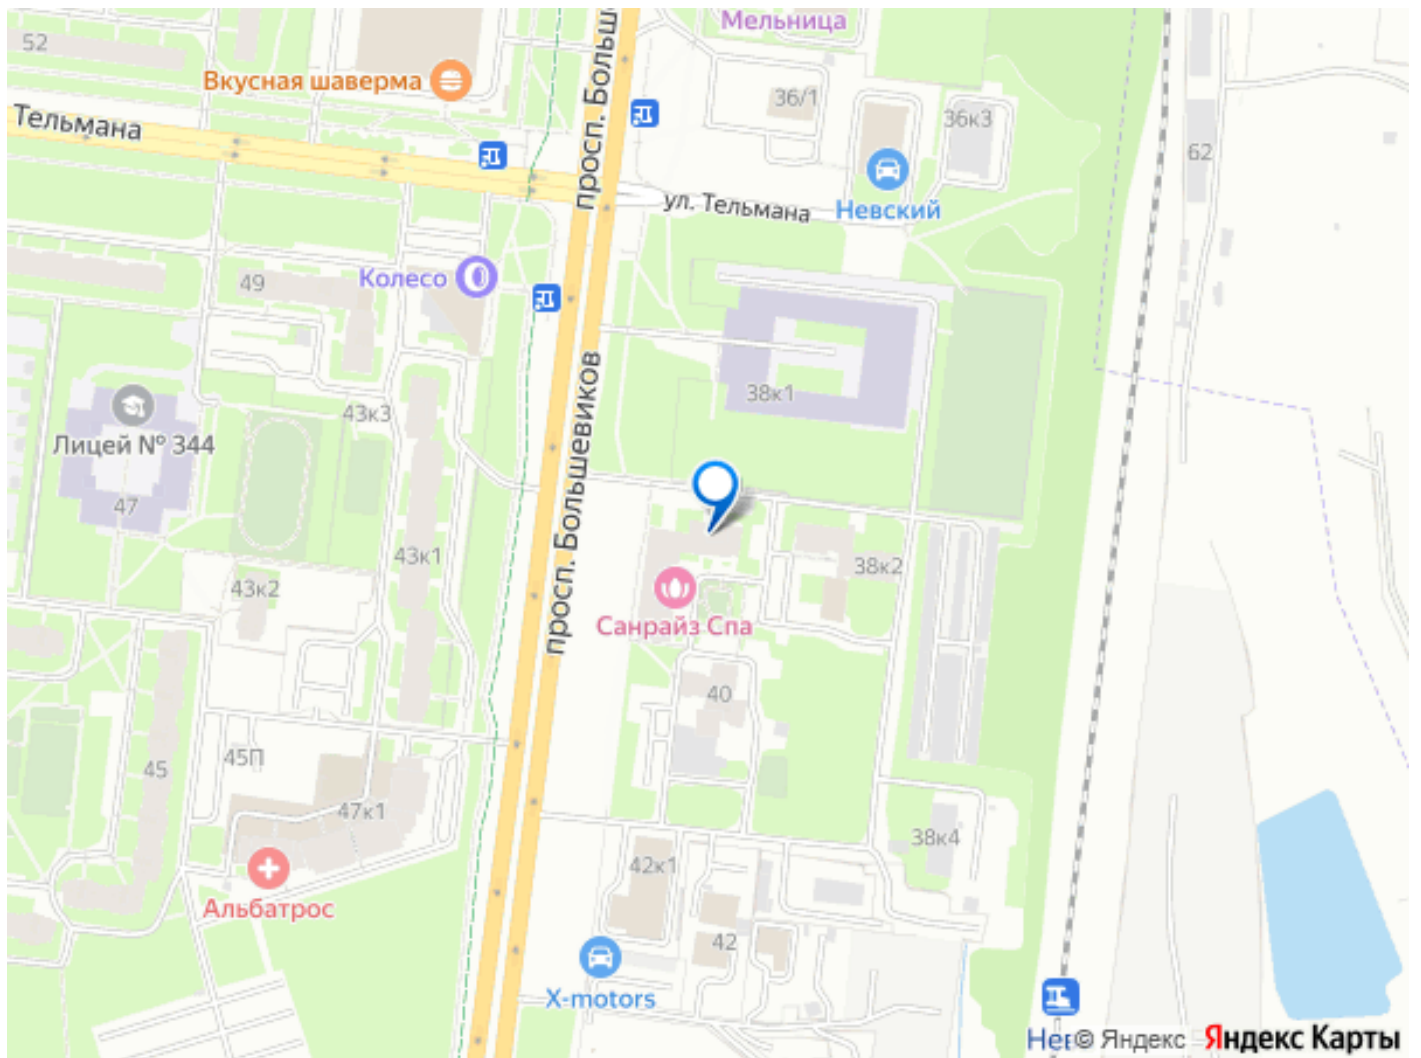 Мельница
52
Вкусная шаверма
просп. Больш
36/1
36к3
Тельмана
62
ул. Тельмана
Невский
Колесо
49
38к1
43к3
Лицей № 344
просп. Большевиков
47
43к1
38к2
43к2
Санрайз Спа
40
45П
45
47к1
38к4
42к1
Альбатрос
42
X-motors
Нев
© Яндекс
Яндекс Карты